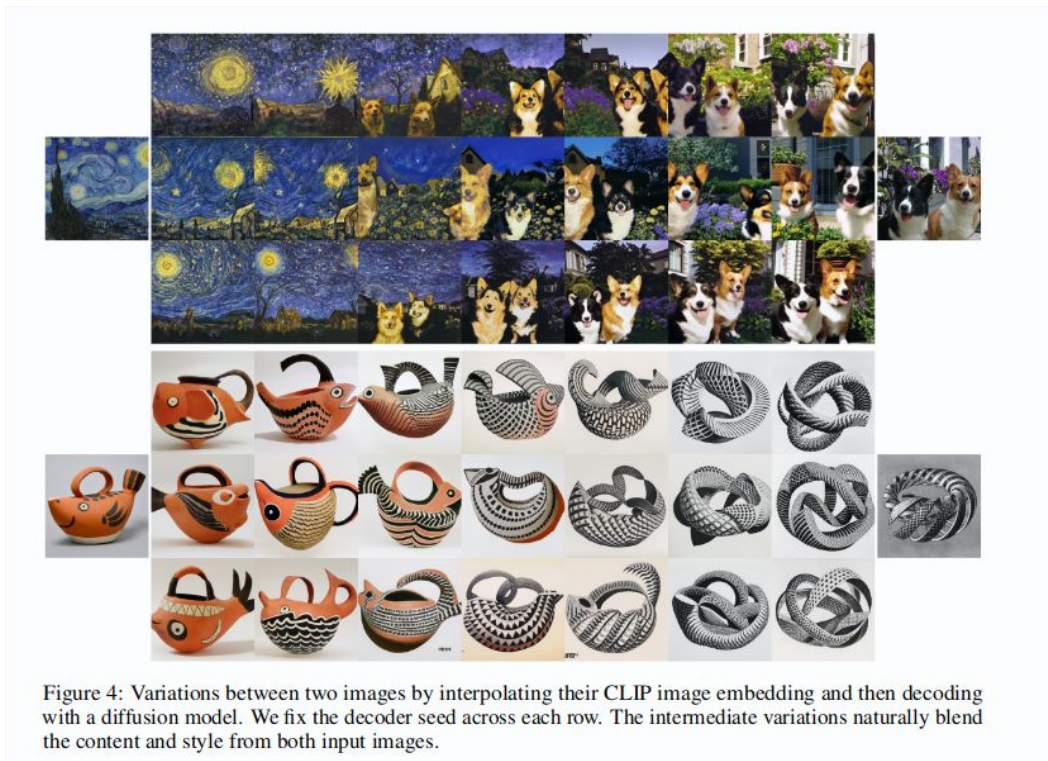 Figure 4: Variations between two images by interpolating their CLIP image embedding and then decoding
with a diffusion model. We fix the decoder seed across each row. The intermediate variations naturally blend
the content and style from both input images.